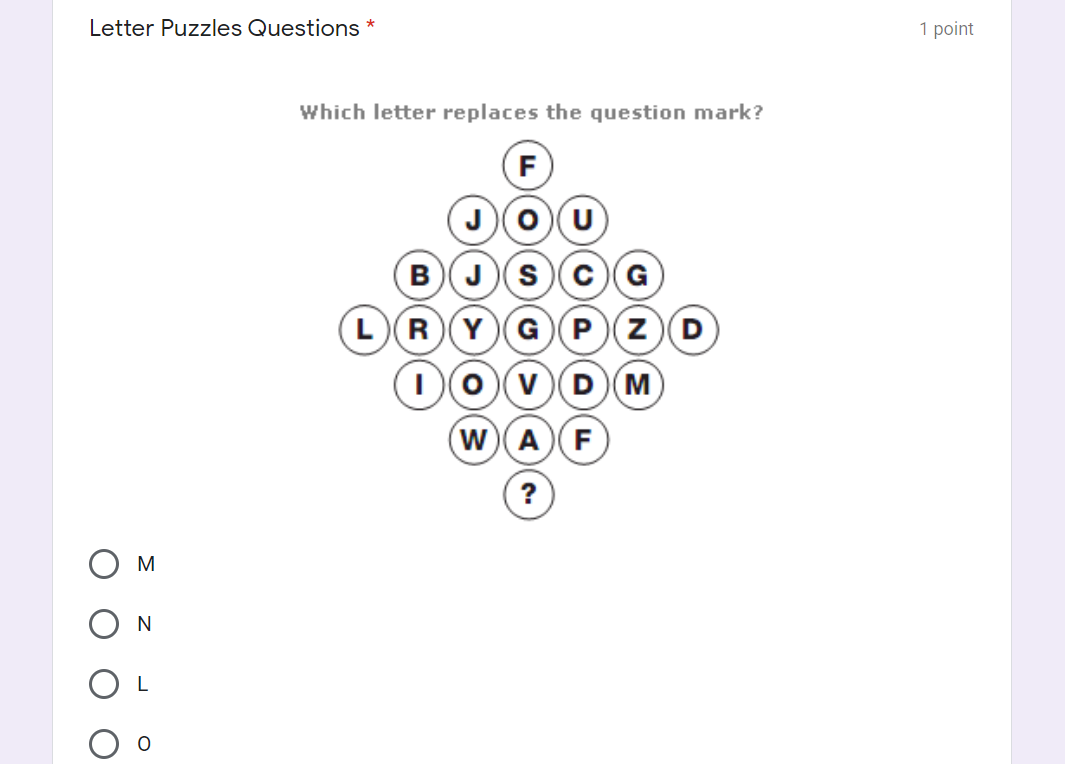 Letter Puzzles Questions *
1 point
Which letter replaces the question mark?
F
J O U
B J S C G
L R Y G P Z D
I O V D M
W A F
?
M
N
L
O